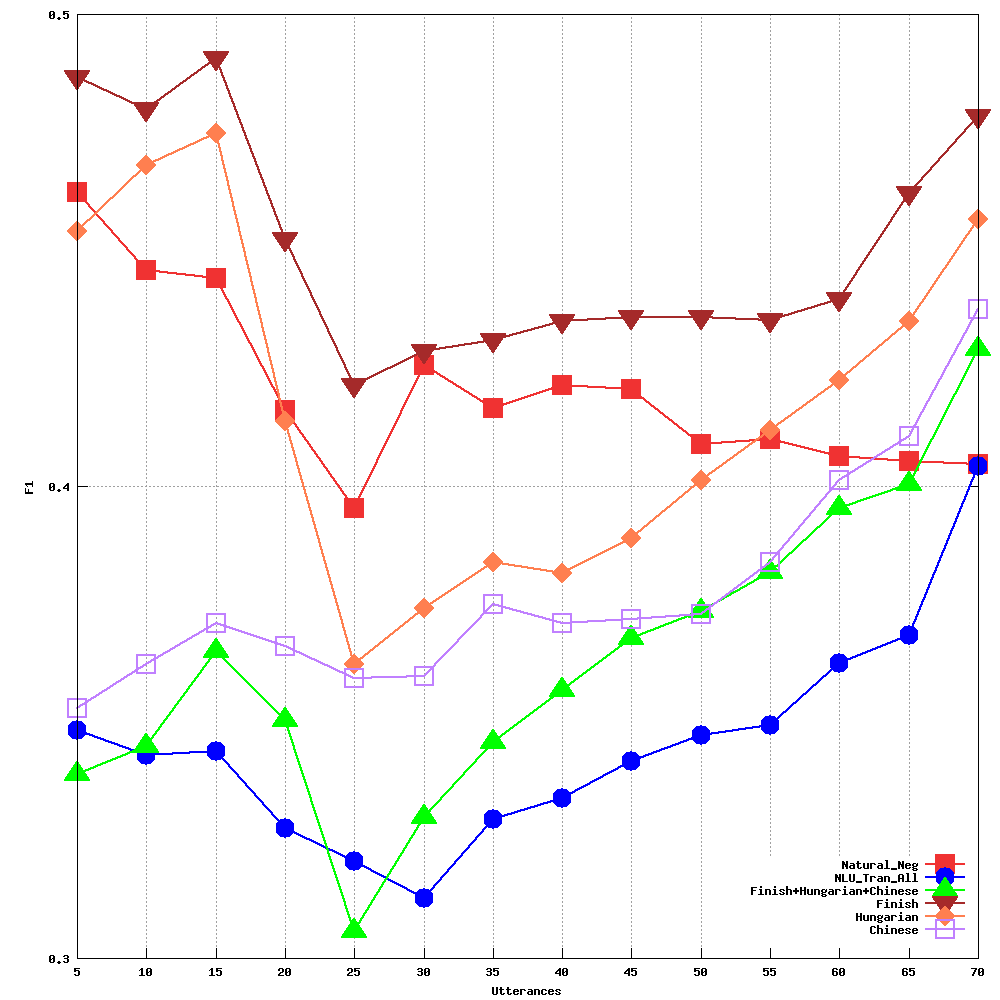 0.5
F1
0.4
0.3
5 10 15 20 25 30 35 40 45 50 55 60 65 70
Utterances
Natural_Neg
NLU_Tran_All
Finish+Hungarian+Chinese
Finish
Hungarian
Chinese